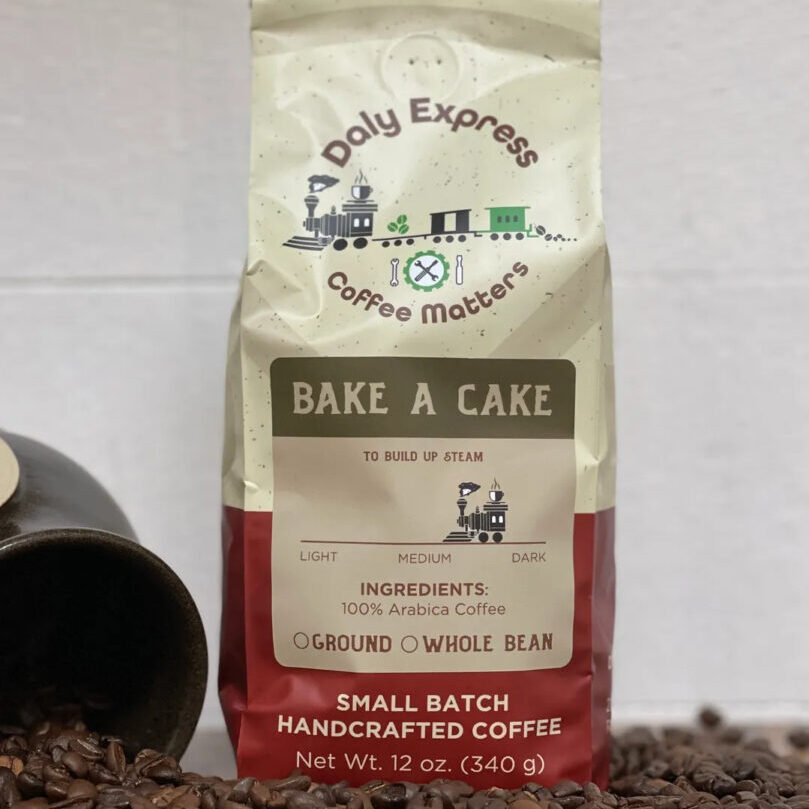 Daly Express
Coffee Matters
BAKE A CAKE
TO BUILD UP STEAM
LIGHT MEDIUM DARK
INGREDIENTS:
100% Arabica Coffee
GROUND WHOLE BEAN
SMALL BATCH
HANDCRAFTED COFFEE
Net Wt. 12 oz. (340 g)